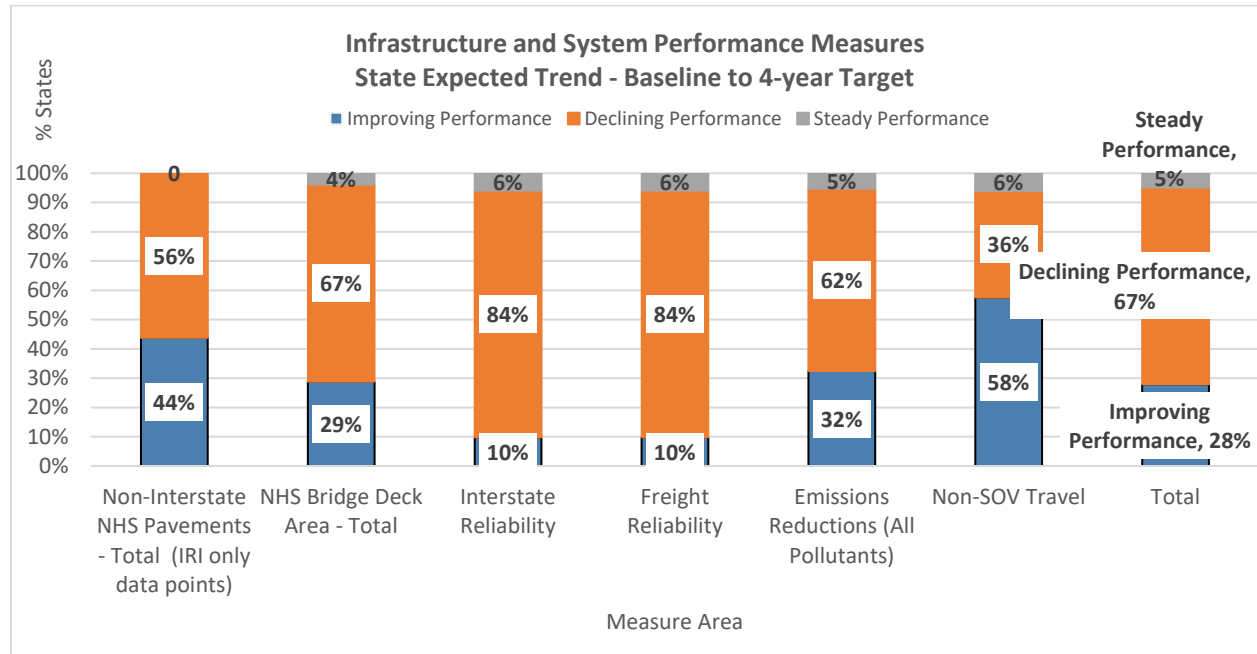 Infrastructure and System Performance Measures
State Expected Trend - Baseline to 4-year Target
% States
Improving Performance
Declining Performance
Steady Performance
100%
90%
80%
70%
60%
50%
40%
30%
20%
10%
0%
0
56%
44%
4%
67%
29%
6%
84%
10%
6%
84%
10%
5%
62%
32%
6%
36%
58%
Steady
Performance,
5%
Declining Performance,
67%
Improving
Performance, 28%
Non-Interstate
NHS Pavements
- Total (IRI only
data points)
NHS Bridge Deck
Area - Total
Interstate
Reliability
Freight
Reliability
Emissions
Reductions (All
Pollutants)
Non-SOV Travel
Total
Measure Area